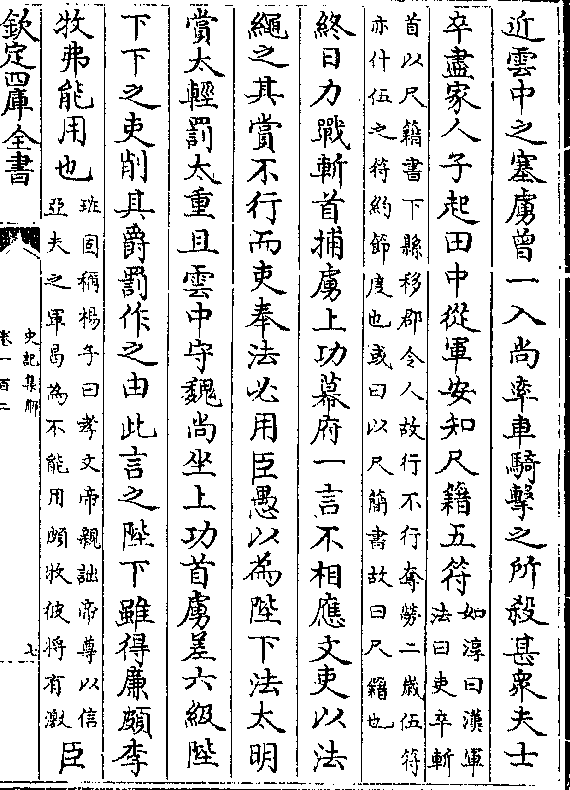 近雲中之塞虜曾一入尚率車騎擊之所殺甚衆夫士
卒盡家人子起田中從軍安知尺籍五符
如淳曰漢軍
法曰吏卒斬
首以尺籍書下縣移郡令人故行不行奪勞二歲伍符
亦什伍之符約節度也或曰以尺簡書故曰尺籍也
終日力戰斬首捕虜上功幕府一言不相應文吏以法
繩之其賞不行而吏奉法必用臣愚以為陛下法太明
賞太輕罰太重且雲中守魏尚坐上功首虜差六級陛
下下之吏削其爵罰作之由此言之陛下雖得廉頗李
牧弗能用也
班固稱楊子曰孝文帝親詘帝尊以信
亞夫之軍曷為不能用頗牧彼將有激
臣
欽定四庫全書
史記集解
卷一百二
七